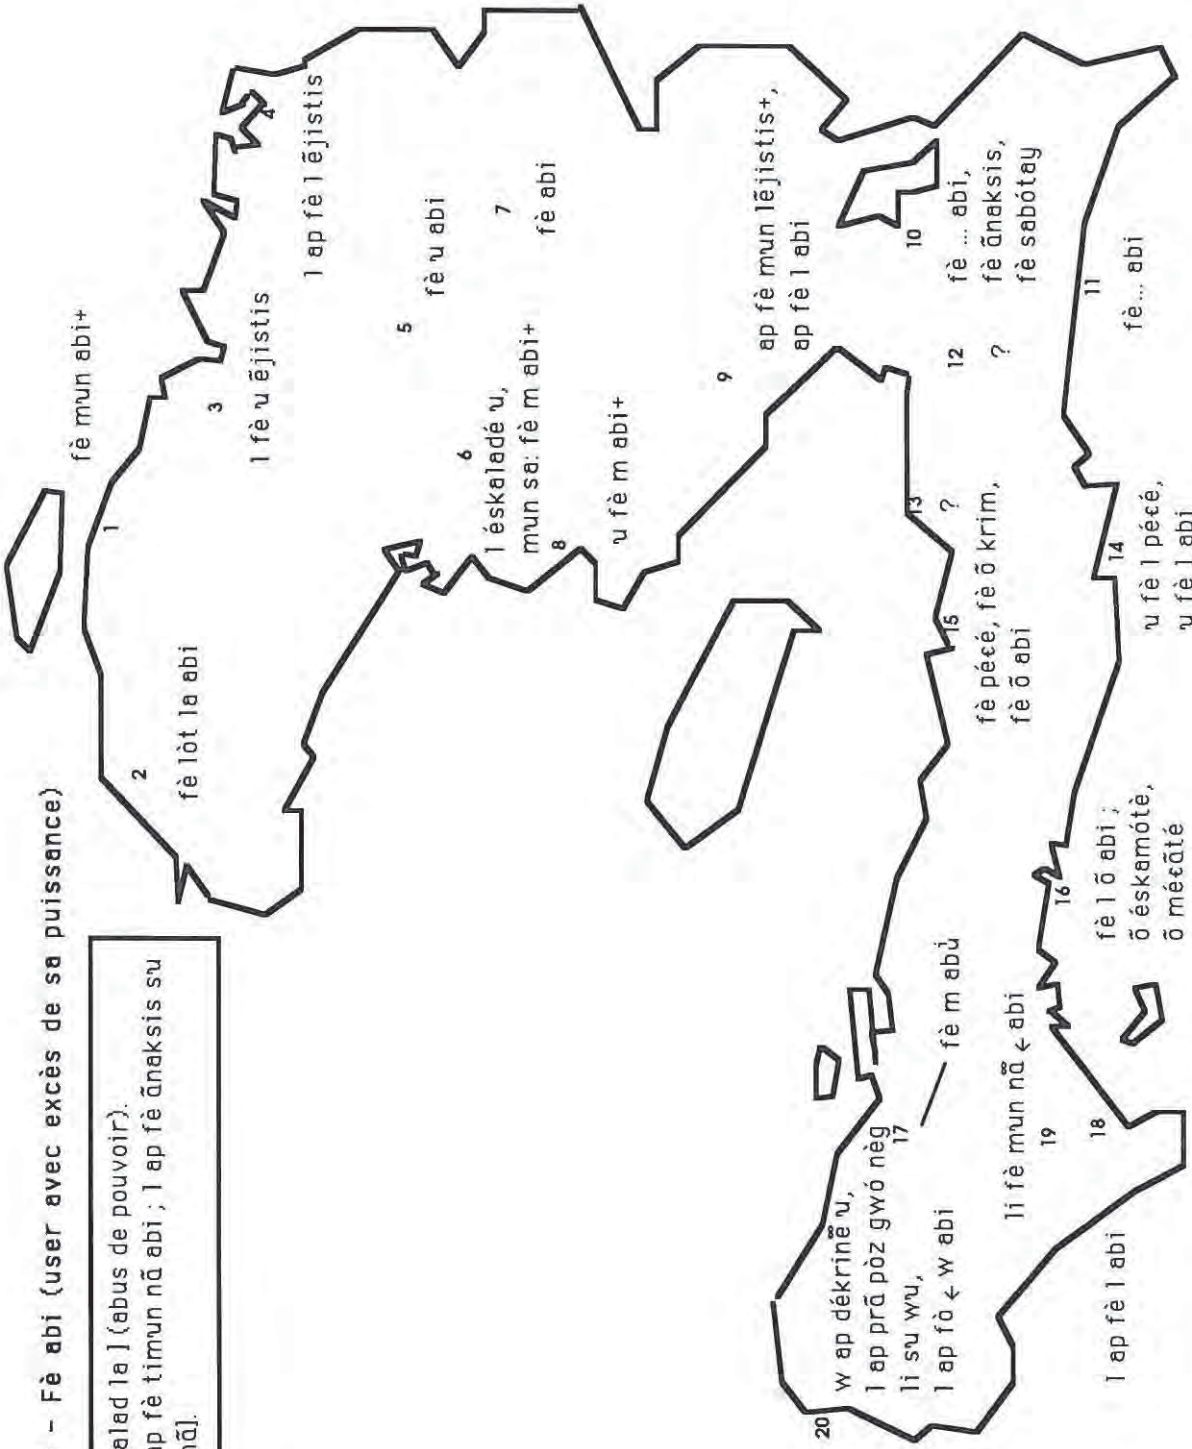 - Fè abi (user avec excès de sa puissance)
alad la l (abus de pouvoir).
ap fè timun nã abi ; l ap fè ãnaksis su
nã].
1
fè mun abi+
2
fè lòt la abi
3
l fè u ẽjistis
4
l ap fè l ẽjistis
5
fè u abi
6
l éskaladé u,
mun sa: fè m abi+
7
fè abi
8
u fè m abi+
9
ap fè mun lẽjistis+,
ap fè l abi
10
fè ... abi,
fè ãnaksis,
fè sabótay
11
fè... abi
12
?
13
?
14
u fè l péɛé,
u fè l abi
15
fè péɛé, fè õ krim,
fè õ abi
16
fè l õ abi ;
õ éskamótè,
õ méɛãté
17
fè m abi
18
19
li fè mun nã ← abi
l ap fè l abi
20
w ap dékrinẽ u,
l ap prã pòz gwó nèg
li su wu,
l ap fò ← w abi